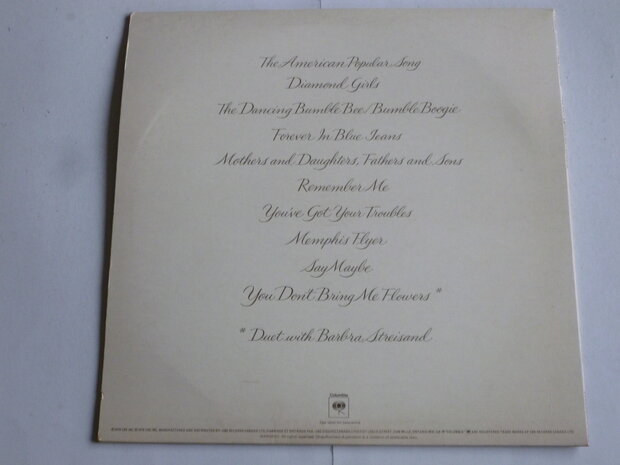 The American Popular Song
Diamond Girls
The Dancing Bumble Bee/Bumble Boogie
Forever In Blue Jeans
Mothers and Daughters, Fathers and Sons
Remember Me
You've Got Your Troubles
Memphis Flyer
Say Maybe
You Don't Bring Me Flowers *
* Duet with Barbra Streisand
Columbia